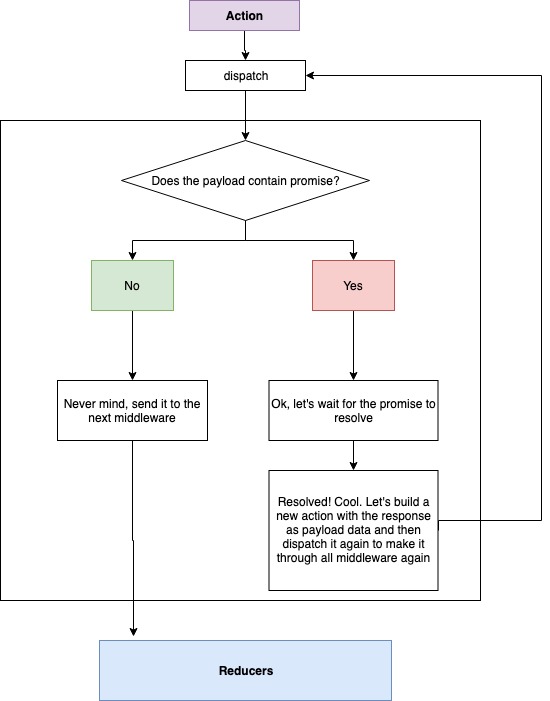 Action
dispatch
Does the payload contain promise?
No
Yes
Never mind, send it to the
next middleware
Ok, let's wait for the promise to
resolve
Resolved! Cool. Let's build a
new action with the response
as payload data and then
dispatch it again to make it
through all middleware again
Reducers